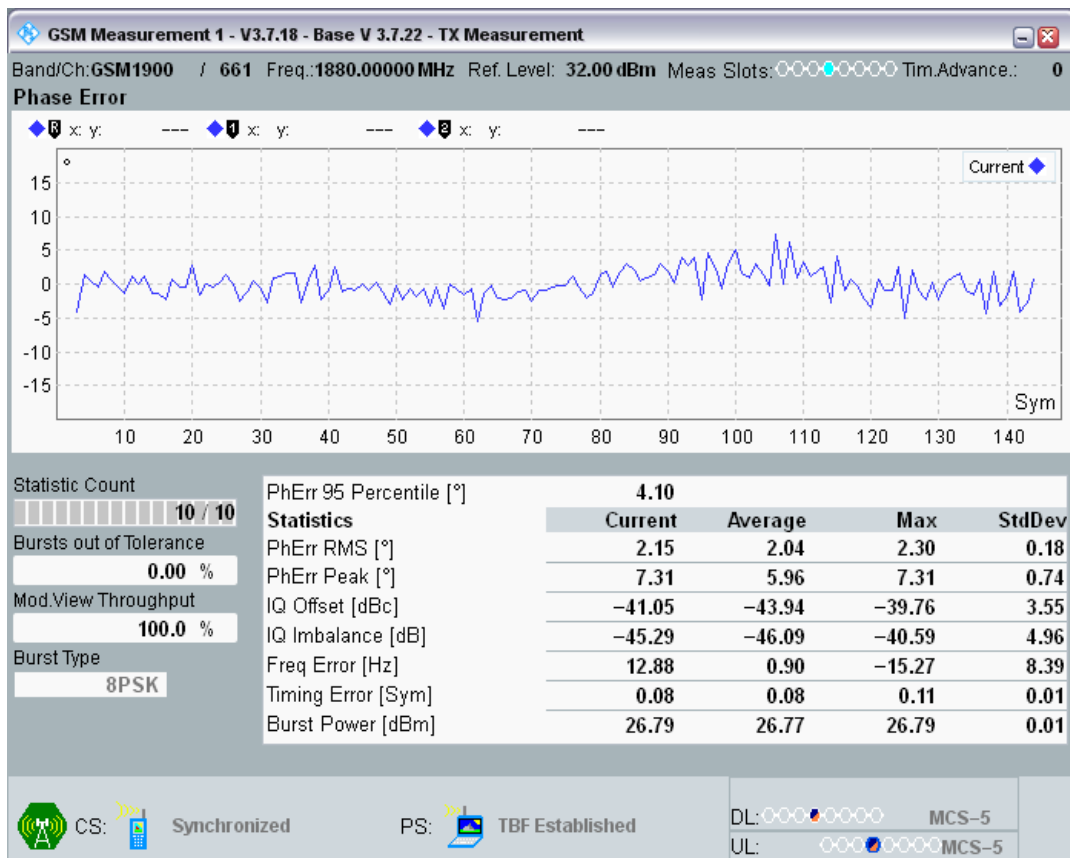 GSM Measurement 1 - V3.7.18 - Base V 3.7.22 - TX Measurement
Band/Ch:GSM1900 / 661 Freq.:1880.00000 MHz Ref. Level: 32.00 dBm Meas Slots: Tim.Advance.: 0
Phase Error
R x: y: --- 1 x: y: --- 2 x: y: ---
°
Current
15
10
5
0
-5
-10
-15
Sym
10 20 30 40 50 60 70 80 90 100 110 120 130 140
Statistic Count
10 / 10
Bursts out of Tolerance
0.00 %
Mod.View Throughput
100.0 %
Burst Type
8PSK
PhErr 95 Percentile [°] 4.10
Statistics Current Average Max StdDev
PhErr RMS [°] 2.15 2.04 2.30 0.18
PhErr Peak [°] 7.31 5.96 7.31 0.74
IQ Offset [dBc] −41.05 −43.94 −39.76 3.55
IQ Imbalance [dB] −45.29 −46.09 −40.59 4.96
Freq Error [Hz] 12.88 0.90 −15.27 8.39
Timing Error [Sym] 0.08 0.08 0.11 0.01
Burst Power [dBm] 26.79 26.77 26.79 0.01
CS: Synchronized PS: TBF Established
DL: MCS−5
UL: MCS−5